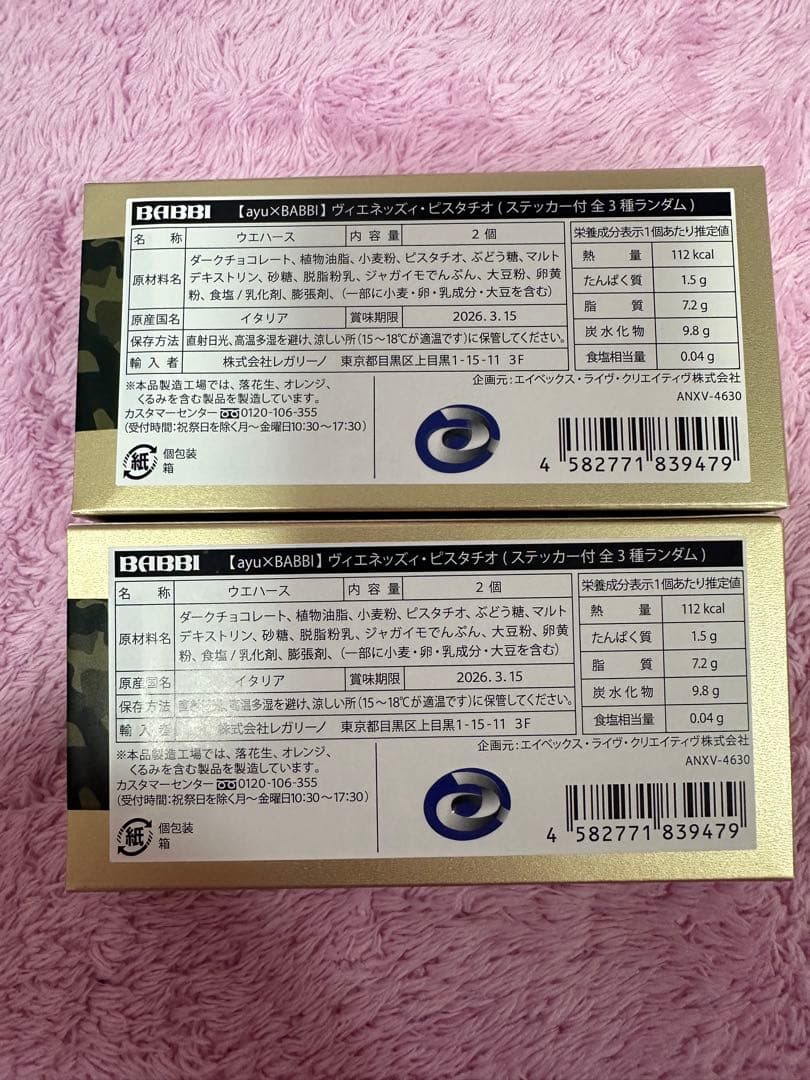 BABBI 【ayu×BABBI】ヴィエネッズィ・ピスタチオ(ステッカー付 全3種ランダム)
名 称 ウエハース 内 容 量 2個
原材料名 ダークチョコレート、植物油脂、小麦粉、ピスタチオ、ぶどう糖、マルト
デキストリン、砂糖、脱脂粉乳、ジャガイモでんぷん、大豆粉、卵黄
粉、食塩/乳化剤、膨張剤、(一部に小麦・卵・乳成分・大豆を含む)
原産国名 イタリア 賞味期限 2026.3.15
保存方法 直射日光、高温多湿を避け、涼しい所(15~18℃が適温です)に保管してください。
輸 入 者 株式会社レガリーノ 東京都目黒区上目黒1-15-11 3F
栄養成分表示1個あたり推定値
熱 量 112 kcal
たんぱく質 1.5 g
脂 質 7.2 g
炭水化物 9.8 g
食塩相当量 0.04 g
※本品製造工場では、落花生、オレンジ、
くるみを含む製品を製造しています。
カスタマーセンター 0120-106-355
(受付時間:祝祭日を除く月~金曜日10:30~17:30)
紙 個包装
箱
企画元:エイベックス・ライヴ・クリエイティヴ株式会社
ANXV-4630
4 582771 839479
BABBI 【ayu×BABBI】ヴィエネッズィ・ピスタチオ(ステッカー付 全3種ランダム)
名 称 ウエハース 内 容 量 2個
原材料名 ダークチョコレート、植物油脂、小麦粉、ピスタチオ、ぶどう糖、マルト
デキストリン、砂糖、脱脂粉乳、ジャガイモでんぷん、大豆粉、卵黄
粉、食塩/乳化剤、膨張剤、(一部に小麦・卵・乳成分・大豆を含む)
原産国名 イタリア 賞味期限 2026.3.15
保存方法 直射日光、高温多湿を避け、涼しい所(15~18℃が適温です)に保管してください。
輸 入 者 株式会社レガリーノ 東京都目黒区上目黒1-15-11 3F
栄養成分表示1個あたり推定値
熱 量 112 kcal
たんぱく質 1.5 g
脂 質 7.2 g
炭水化物 9.8 g
食塩相当量 0.04 g
※本品製造工場では、落花生、オレンジ、
くるみを含む製品を製造しています。
カスタマーセンター 0120-106-355
(受付時間:祝祭日を除く月~金曜日10:30~17:30)
紙 個包装
箱
企画元:エイベックス・ライヴ・クリエイティヴ株式会社
ANXV-4630
4 582771 839479